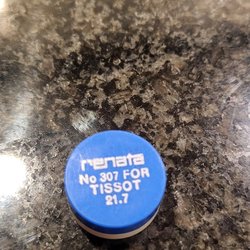 renata
No 307 FOR
TISSOT
21.7